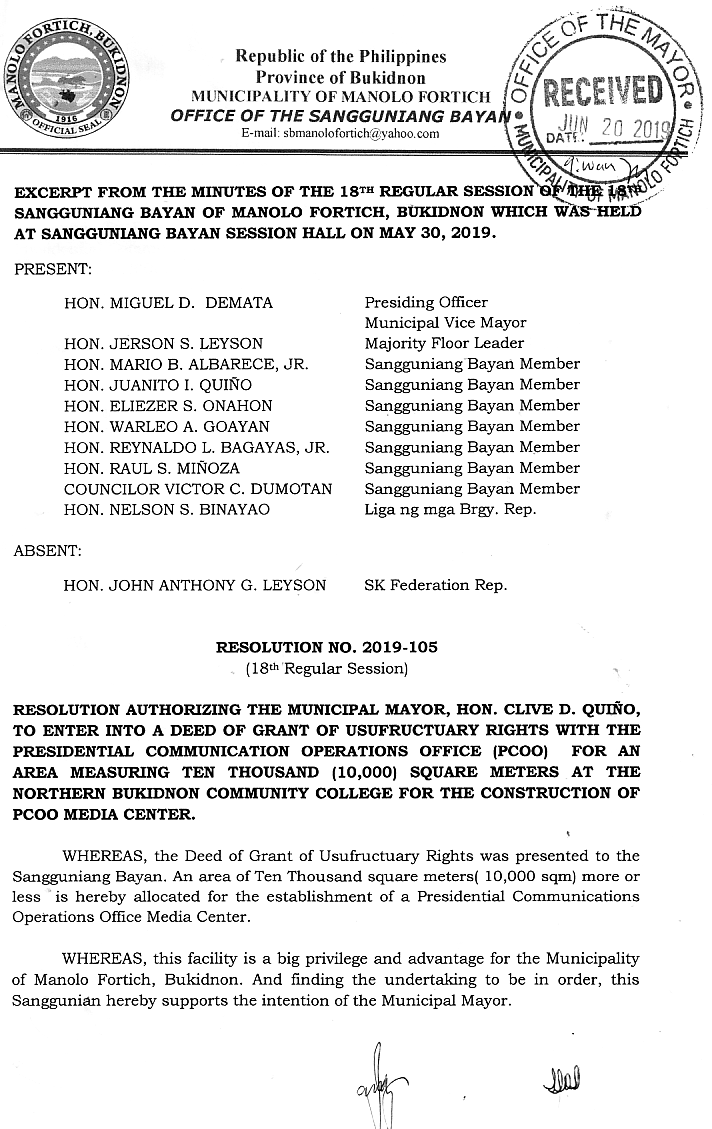 MANOLO FORTICH, BUKIDNON
1916
OFFICIAL SEAL
Republic of the Philippines
Province of Bukidnon
MUNICIPALITY OF MANOLO FORTICH
OFFICE OF THE SANGGUNIANG BAYAN
E-mail: sbmanolofortich@yahoo.com
OFFICE OF THE MAYOR
RECEIVED
JUN 20 2019
DATE:
MUNICIPAL OF MANOLO FORTICH
EXCERPT FROM THE MINUTES OF THE 18TH REGULAR SESSION OF THE 18TH
SANGGUNIANG BAYAN OF MANOLO FORTICH, BUKIDNON WHICH WAS HELD
AT SANGGUNIANG BAYAN SESSION HALL ON MAY 30, 2019.
PRESENT:
HON. MIGUEL D. DEMATA Presiding Officer
Municipal Vice Mayor
HON. JERSON S. LEYSON Majority Floor Leader
HON. MARIO B. ALBARECE, JR. Sangguniang Bayan Member
HON. JUANITO I. QUIÑO Sangguniang Bayan Member
HON. ELIEZER S. ONAHON Sangguniang Bayan Member
HON. WARLEO A. GOAYAN Sangguniang Bayan Member
HON. REYNALDO L. BAGAYAS, JR. Sangguniang Bayan Member
HON. RAUL S. MIÑOZA Sangguniang Bayan Member
COUNCILOR VICTOR C. DUMOTAN Sangguniang Bayan Member
HON. NELSON S. BINAYAO Liga ng mga Brgy. Rep.
ABSENT:
HON. JOHN ANTHONY G. LEYSON SK Federation Rep.
RESOLUTION NO. 2019-105
(18th Regular Session)
RESOLUTION AUTHORIZING THE MUNICIPAL MAYOR, HON. CLIVE D. QUIÑO,
TO ENTER INTO A DEED OF GRANT OF USUFRUCTUARY RIGHTS WITH THE
PRESIDENTIAL COMMUNICATION OPERATIONS OFFICE (PCOO) FOR AN
AREA MEASURING TEN THOUSAND (10,000) SQUARE METERS AT THE
NORTHERN BUKIDNON COMMUNITY COLLEGE FOR THE CONSTRUCTION OF
PCOO MEDIA CENTER.
WHEREAS, the Deed of Grant of Usufructuary Rights was presented to the
Sangguniang Bayan. An area of Ten Thousand square meters( 10,000 sqm) more or
less is hereby allocated for the establishment of a Presidential Communications
Operations Office Media Center.
WHEREAS, this facility is a big privilege and advantage for the Municipality
of Manolo Fortich, Bukidnon. And finding the undertaking to be in order, this
Sanggunian hereby supports the intention of the Municipal Mayor.